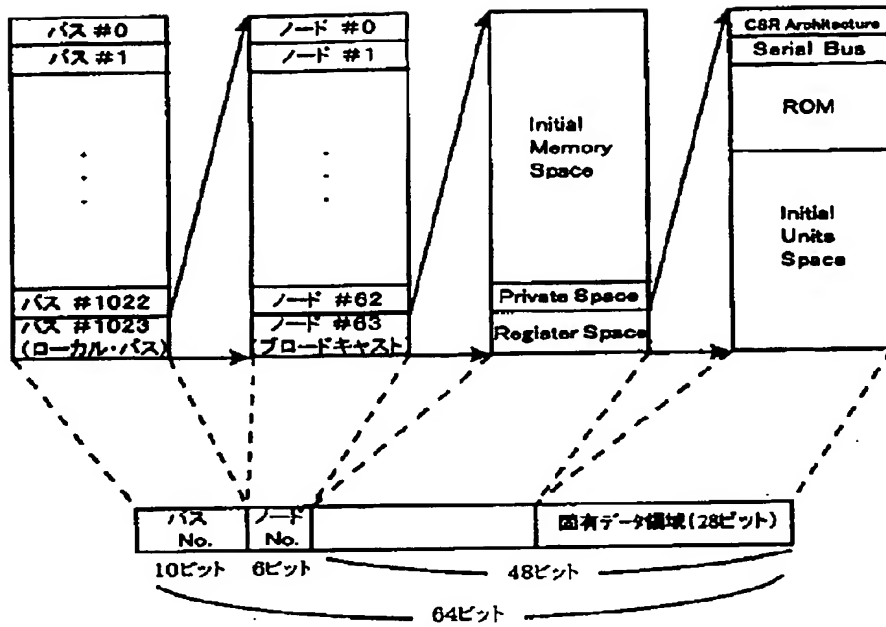 バス #0
バス #1
バス #1022
バス #1023
(ローカル・バス)
ノード #0
ノード #1
ノード #62
ノード #63
(ブロードキャスト)
Initial
Memory
Space
Private Space
Register Space
CSR Architecture
Serial Bus
ROM
Initial
Units
Space
バス
No.
ノード
No.
固有データ領域(28ビット)
10ビット
6ビット
48ビット
64ビット